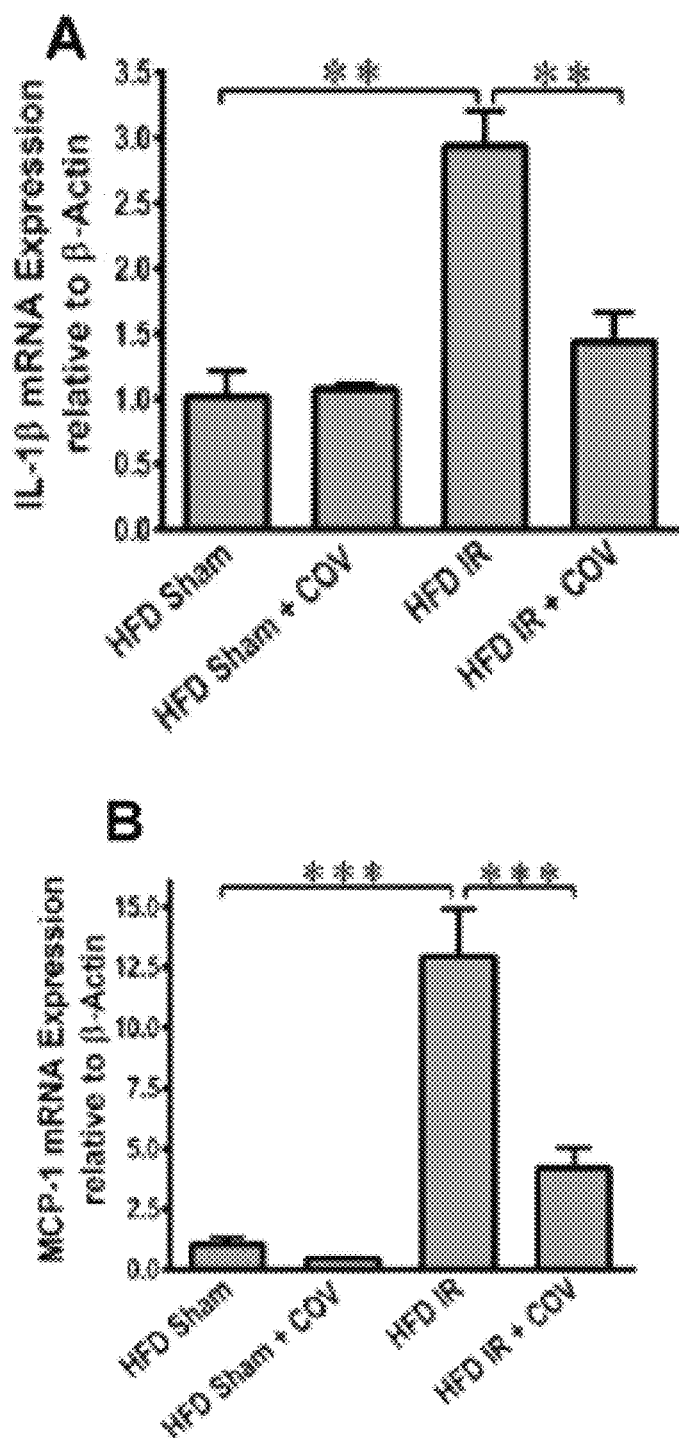 A
IL-1β mRNA Expression
relative to β-Actin
3.5
3.0
2.5
2.0
1.5
1.0
0.5
0.0
** **
HFD Sham
HFD Sham + COV
HFD IR
HFD IR + COV
B
MCP-1 mRNA Expression
relative to β-Actin
15.0
12.5
10.0
7.5
5.0
2.5
0.0
*** ***
HFD Sham
HFD Sham + COV
HFD IR
HFD IR + COV